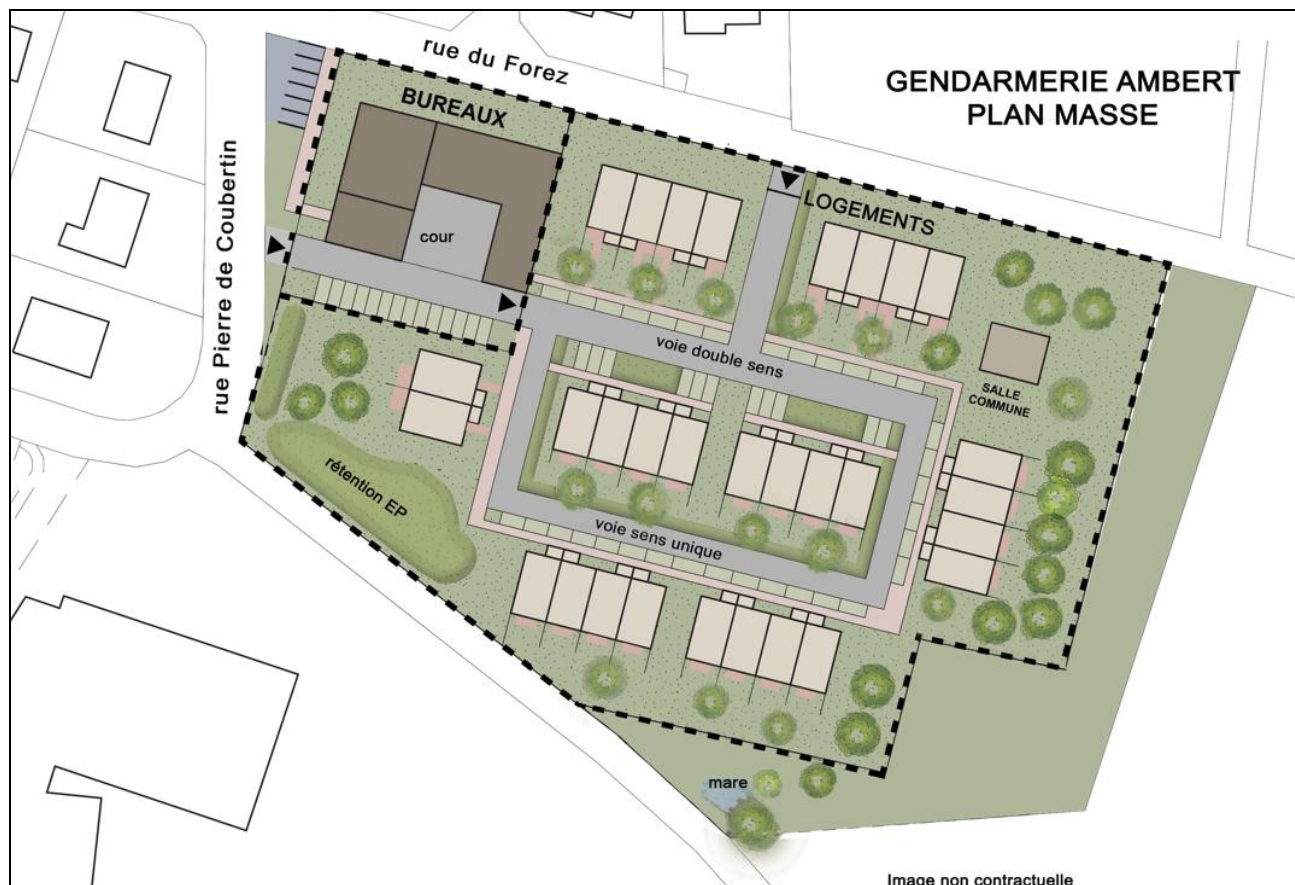 rue du Forez
GENDARMERIE AMBERT
PLAN MASSE
BUREAUX
rue Pierre de Coubertin
LOGEMENTS
cour
voie double sens
SALLE
COMMUNE
rétention EP
voie sens unique
mare
Image non contractuelle